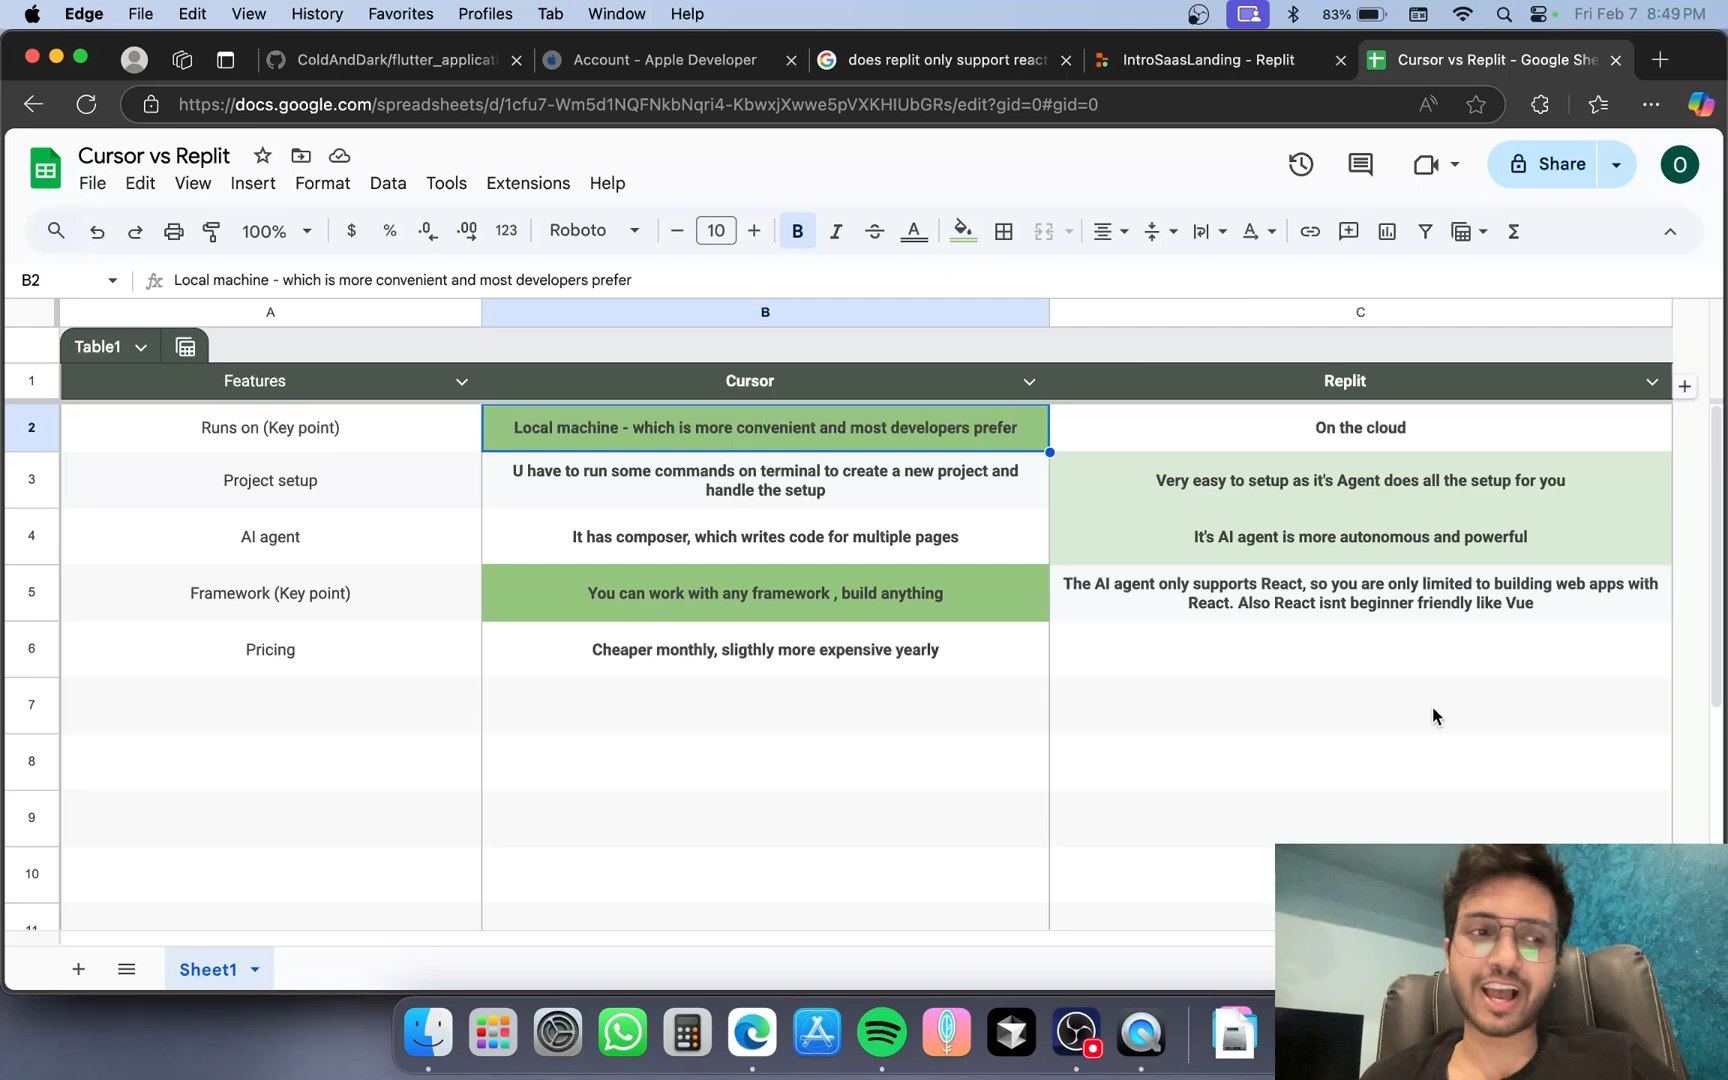 Edge File Edit View History Favorites Profiles Tab Window Help 83% Fri Feb 7 8:49 PM
ColdAndDark/flutter_applicati
Account - Apple Developer
does replit only support react
IntroSaasLanding - Replit
Cursor vs Replit - Google She
https://docs.google.com/spreadsheets/d/1cfu7-Wm5d1NQFNkbNqri4-KbwxjXwwe5pVXKHIUbGRs/edit?gid=0#gid=0
Cursor vs Replit
File Edit View Insert Format Data Tools Extensions Help
Share
O
100% $ % .0 .00 123 Roboto 10 B I
B2 fx Local machine - which is more convenient and most developers prefer
A B C
Table1
1 Features Cursor Replit
2 Runs on (Key point) Local machine - which is more convenient and most developers prefer On the cloud
3 Project setup U have to run some commands on terminal to create a new project and
handle the setup Very easy to setup as it's Agent does all the setup for you
4 AI agent It has composer, which writes code for multiple pages It's AI agent is more autonomous and powerful
5 Framework (Key point) You can work with any framework , build anything The AI agent only supports React, so you are only limited to building web apps with
React. Also React isnt beginner friendly like Vue
6 Pricing Cheaper monthly, sligthly more expensive yearly
7
8
9
10
11
Sheet1